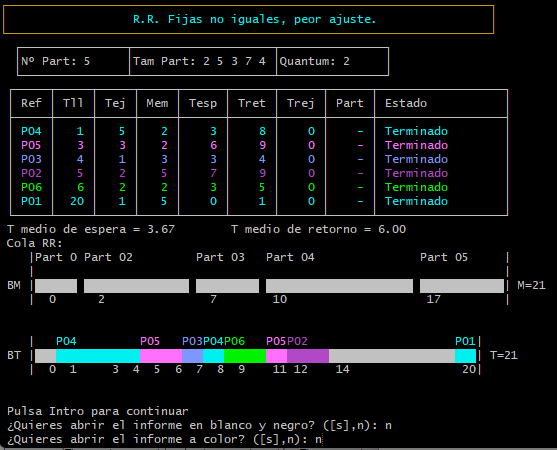 R.R. Fijas no iguales, peor ajuste.
Nº Part: 5 Tam Part: 2 5 3 7 4 Quantum: 2
Ref Tll Tej Mem Tesp Tret Trej Part Estado
P04 1 5 2 3 8 0 - Terminado
P05 3 3 2 6 9 0 - Terminado
P03 4 1 3 3 4 0 - Terminado
P02 5 2 5 7 9 0 - Terminado
P06 6 2 2 3 5 0 - Terminado
P01 20 1 5 0 1 0 - Terminado
T medio de espera = 3.67 T medio de retorno = 6.00
Cola RR:
|Part 0 Part 02 Part 03 Part 04 Part 05 |
| |
BM | | M=21
| 0 2 7 10 17 |
|P04 P05 P03 P04 P06 P05 P02 P01|
BT | | T=21
| 0 1 3 4 5 6 7 8 9 11 12 14 20|
Pulsa Intro para continuar
¿Quieres abrir el informe en blanco y negro? ([s],n): n
¿Quieres abrir el informe a color? ([s],n): n